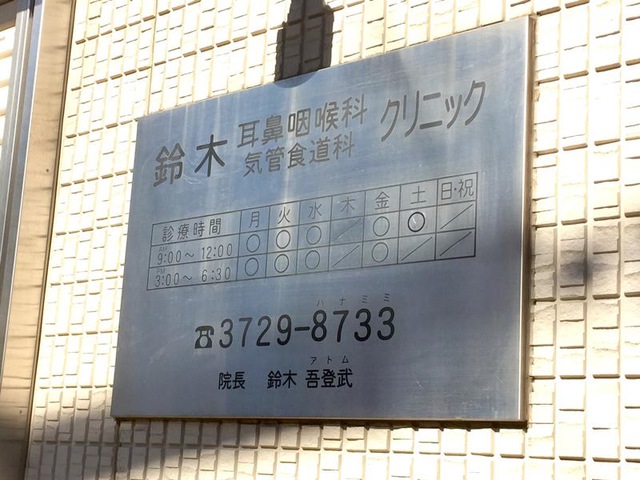 鈴木 耳鼻咽喉科 クリニック
気管食道科
診療時間 月 火 水 木 金 土 日・祝
AM 9:00〜12:00 ○ ○ ○ ／ ○ ◎ ／
PM 3:00〜6:30 ○ ○ ○ ／ ○ ／ ／
ハナミミ
☎3729-8733
アトム
院長 鈴木 吾登武